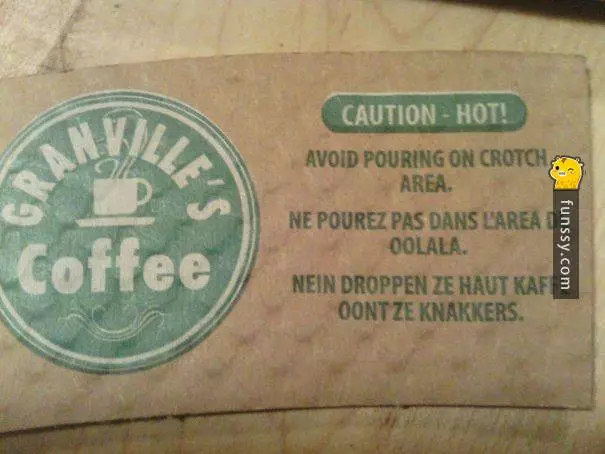 GRANVILLE'S
Coffee
CAUTION - HOT!
AVOID POURING ON CROTCH
AREA.
NE POUREZ PAS DANS L'AREA
OOLALA.
NEIN DROPPEN ZE HAUT
OONT ZE KNAKKERS.
funssy.com